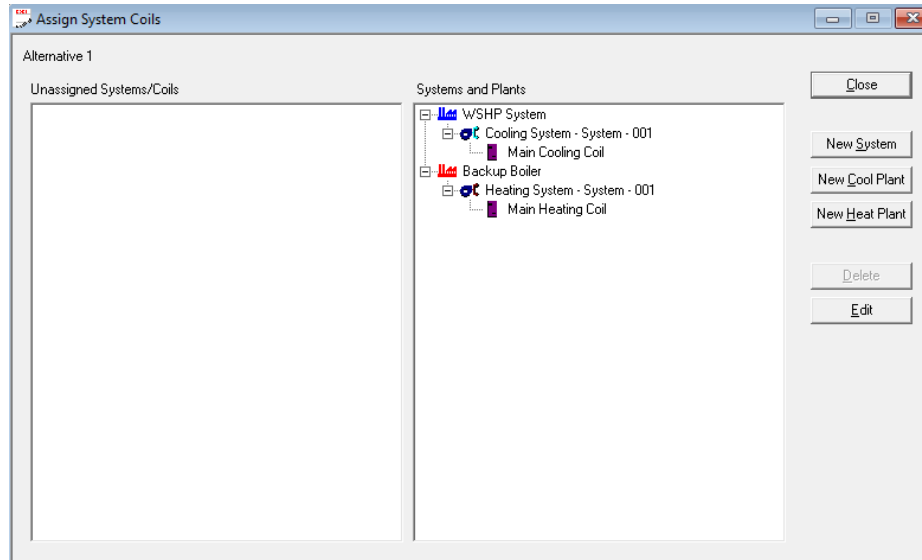 Assign System Coils
Alternative 1
Unassigned Systems/Coils
Systems and Plants
WSHP System
Cooling System - System - 001
Main Cooling Coil
Backup Boiler
Heating System - System - 001
Main Heating Coil
Close
New System
New Cool Plant
New Heat Plant
Delete
Edit